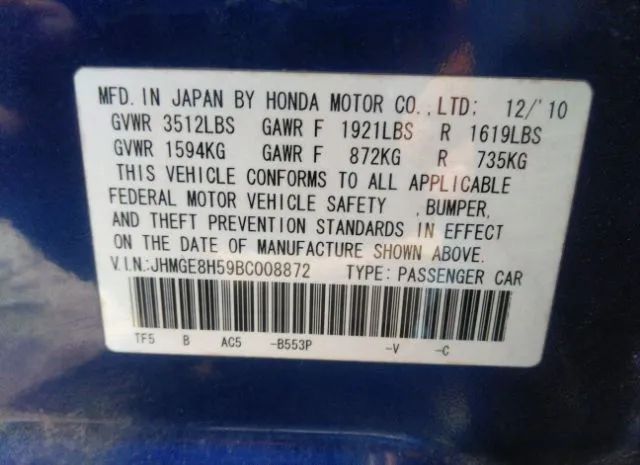 MFD. IN JAPAN BY HONDA MOTOR CO., LTD: 12/'10
GVWR 3512LBS GAWR F 1921LBS R 1619LBS
GVWR 1594KG GAWR F 872KG R 735KG
THIS VEHICLE CONFORMS TO ALL APPLICABLE
FEDERAL MOTOR VEHICLE SAFETY , BUMPER,
AND THEFT PREVENTION STANDARDS IN EFFECT
ON THE DATE OF MANUFACTURE SHOWN ABOVE.
V.I.N.:JHMGE8H59BC008872 TYPE:PASSENGER CAR
TF5 B AC5 -B553P -V -C